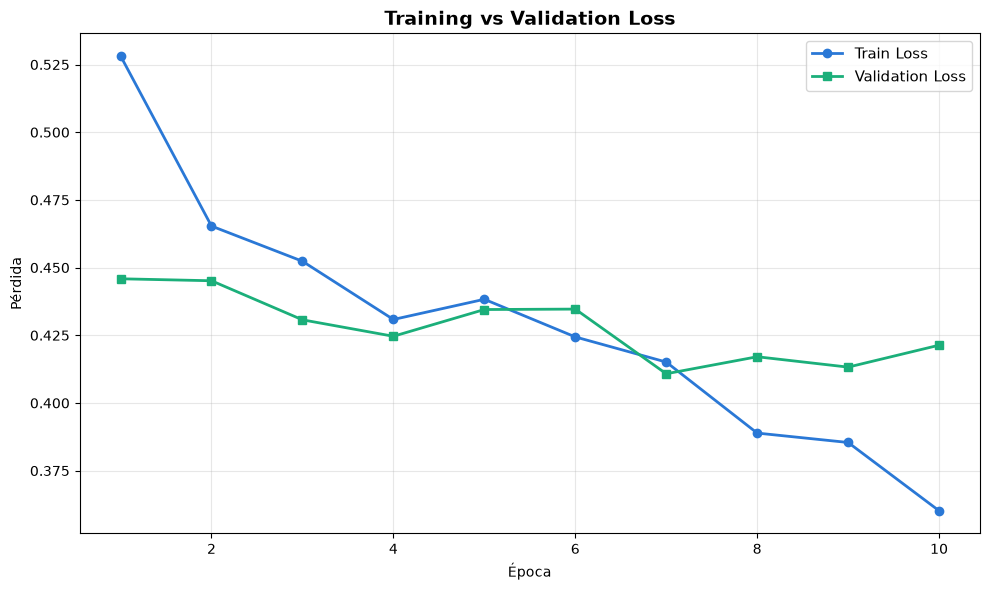 Training vs Validation Loss
Train Loss
Validation Loss
0.525
0.500
0.475
0.450
0.425
0.400
0.375
Pérdida
2
4
6
8
10
Época